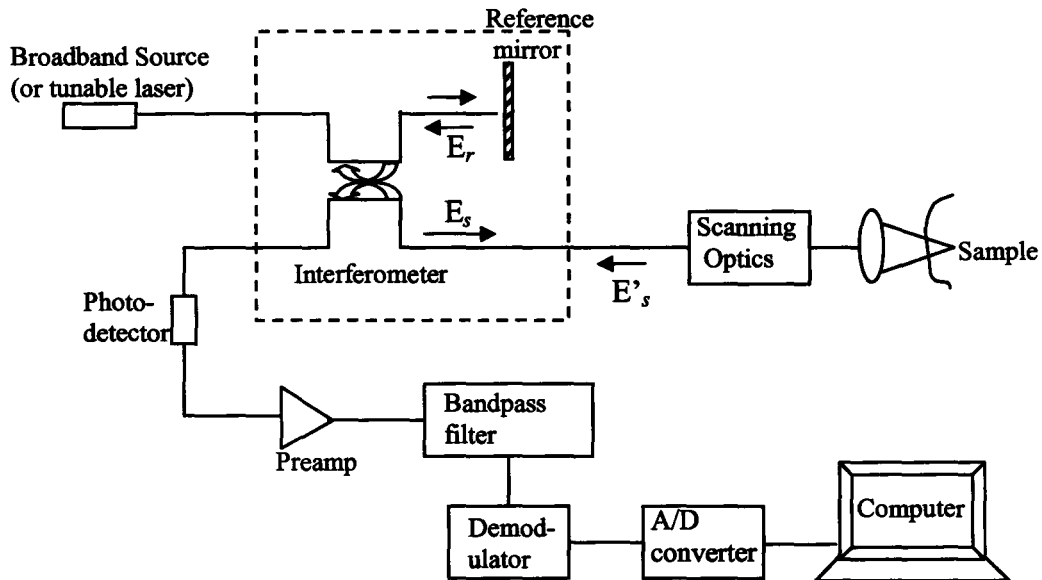 Reference
mirror
Broadband Source
(or tunable laser)
E_r
E_s
Interferometer
E'_s
Scanning
Optics
Sample
Photo-
detector
Preamp
Bandpass
filter
Demod-
ulator
A/D
converter
Computer